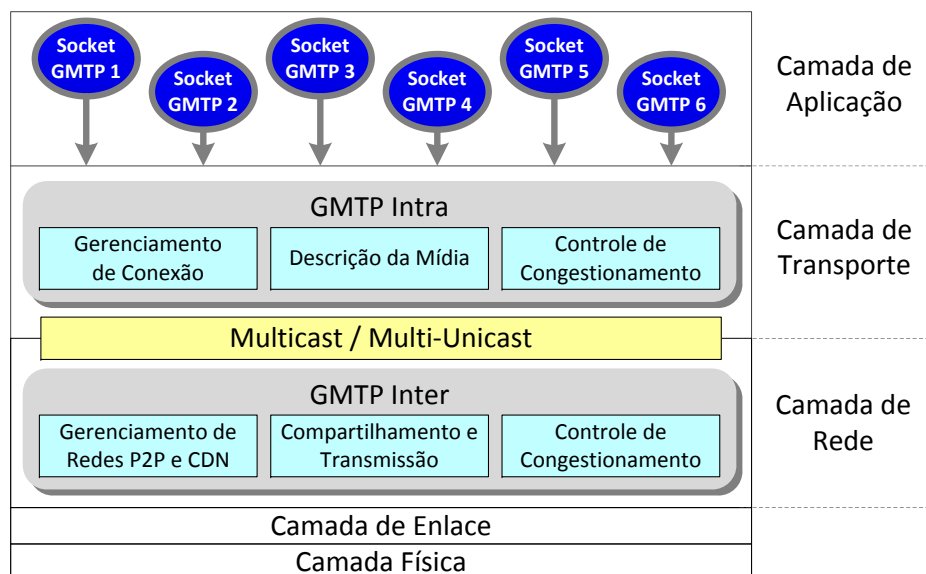 Socket
GMTP 1
Socket
GMTP 2
Socket
GMTP 3
Socket
GMTP 4
Socket
GMTP 5
Socket
GMTP 6
Camada de
Aplicação
GMTP Intra
Gerenciamento
de Conexão
Descrição da Mídia
Controle de
Congestionamento
Camada de
Transporte
Multicast / Multi-Unicast
GMTP Inter
Gerenciamento de
Redes P2P e CDN
Compartilhamento e
Transmissão
Controle de
Congestionamento
Camada de
Rede
Camada de Enlace
Camada Física